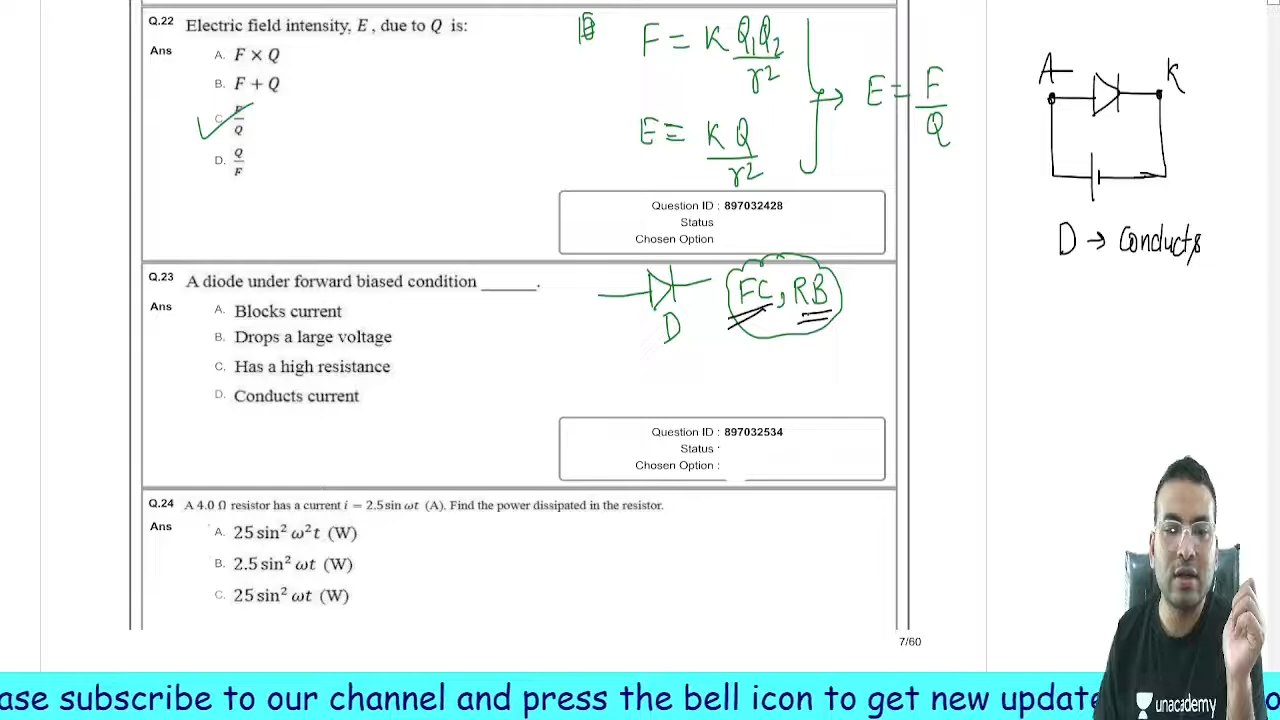 Q.22 Electric field intensity, E , due to Q is:
Ans
A. F × Q
B. F + Q
C. F/Q
D. Q/F
F = K Q1Q2/r²
E = KQ/r²
→ E = F/Q
Question ID : 897032428
Status
Chosen Option
A K
D → Conducts
Q.23 A diode under forward biased condition ______.
Ans
A. Blocks current
B. Drops a large voltage
C. Has a high resistance
D. Conducts current
D
FC, RB
Question ID : 897032534
Status
Chosen Option :
Q.24 A 4.0 Ω resistor has a current i = 2.5 sin ωt (A). Find the power dissipated in the resistor.
Ans
A. 25 sin² ω²t (W)
B. 2.5 sin² ωt (W)
C. 25 sin² ωt (W)
7/60
unacademy
ase subscribe to our channel and press the bell icon to get new update